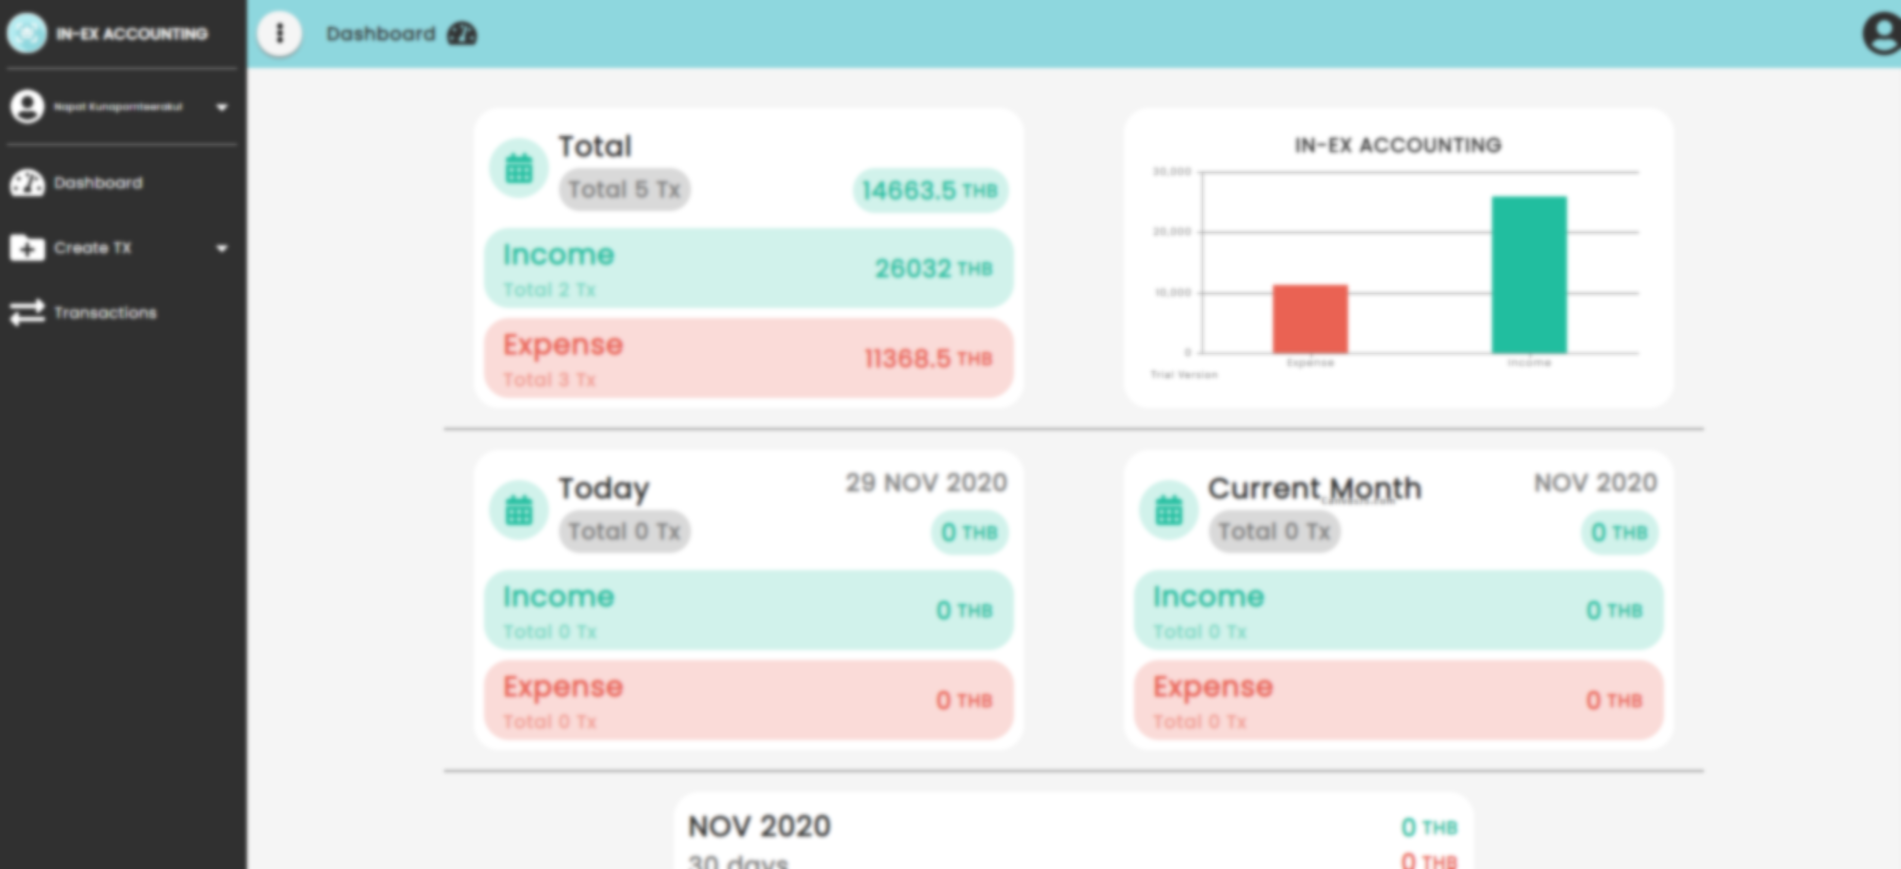 IN-EX ACCOUNTING
Dashboard
Napat Kunapornteerakul
Dashboard
Create TX
Transactions
Total
Total 5 Tx
14663.5 THB
Income
26032 THB
Total 2 Tx
Expense
11368.5 THB
Total 3 Tx
IN-EX ACCOUNTING
30,000
20,000
10,000
0
Expense
Income
Trial Version
Today
29 NOV 2020
Total 0 Tx
0 THB
Income
0 THB
Total 0 Tx
Expense
0 THB
Total 0 Tx
Current Month
NOV 2020
Total 0 Tx
0 THB
Income
0 THB
Total 0 Tx
Expense
0 THB
Total 0 Tx
NOV 2020
0 THB
30 days
0 THB